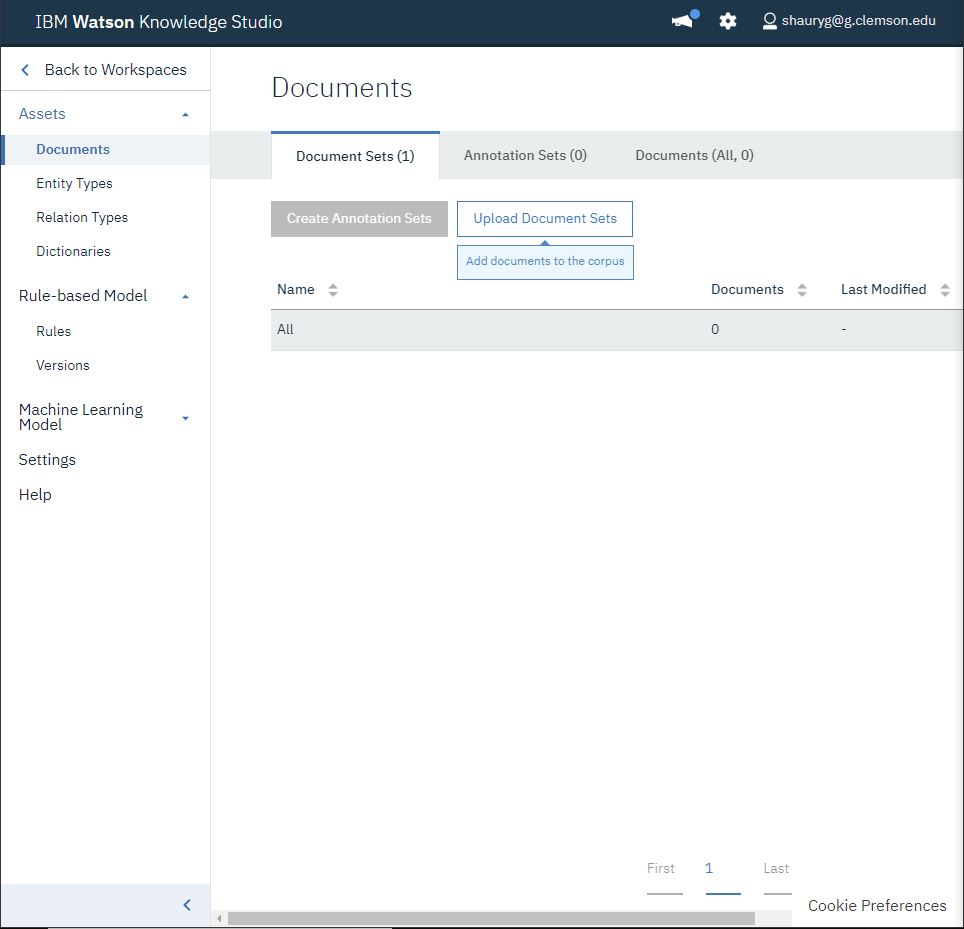 IBM Watson Knowledge Studio
shauryg@g.clemson.edu
Back to Workspaces
Assets
Documents
Entity Types
Relation Types
Dictionaries
Rule-based Model
Rules
Versions
Machine Learning
Model
Settings
Help
Documents
Document Sets (1) Annotation Sets (0) Documents (All, 0)
Create Annotation Sets Upload Document Sets
Add documents to the corpus
Name Documents Last Modified
All 0 -
First 1 Last
Cookie Preferences